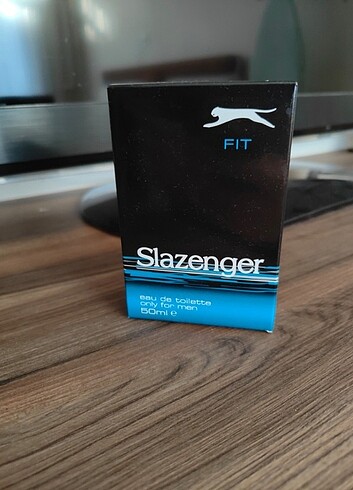 FIT
Slazenger
eau de toilette
only for men
50ml e